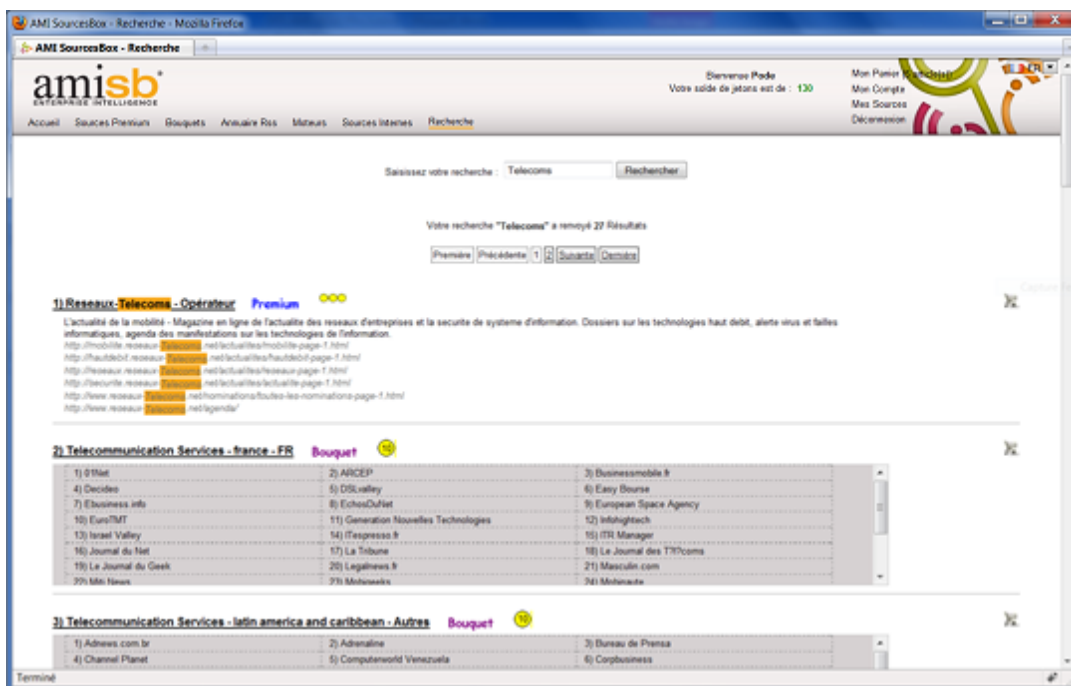 AMI SourcesBox - Recherche - Mozilla Firefox
AMI SourcesBox - Recherche
amisb
ENTERPRISE INTELLIGENCE
Bienvenue Pode
Votre solde de jetons est de : 130
Mon Panier
Mon Compte
Mes Sources
Déconnexion
FR
Accueil Sources Premium Bouquets Annuaire Rss Moteurs Sources Internes Recherche
Saisissez votre recherche : Telecoms Rechercher
Votre recherche "Telecoms" a renvoyé 27 Résultats
Première Précédente 1 2 Suivante Dernière
1) Reseaux-Telecoms - Opérateur Premium
L'actualité de la mobilité - Magazine en ligne de l'actualite des reseaux d'entreprises et la securite de systeme d'information. Dossiers sur les technologies haut debit, alerte virus et failles
informatiques, agenda des manifestations sur les technologies de l'information.
http://mobilite.reseaux-Telecoms.net/actualites/mobilite-page-1.html
http://hautdebit.reseaux-Telecoms.net/actualites/hautdebit-page-1.html
http://reseaux.reseaux-Telecoms.net/actualites/reseaux-page-1.html
http://securite.reseaux-Telecoms.net/actualites/actualite-page-1.html
http://www.reseaux-Telecoms.net/nominations/toutes-les-nominations-page-1.html
http://www.reseaux-Telecoms.net/agenda/
2) Telecommunication Services - france - FR Bouquet 10
1) 01Net 2) ARCEP 3) Businessmobile.fr
4) Decideo 5) DSLvalley 6) Easy Bourse
7) Ebusiness.info 8) EchosDuNet 9) European Space Agency
10) EuroTMT 11) Generation Nouvelles Technologies 12) Infohightech
13) Israel Valley 14) ITespresso.fr 15) ITR Manager
16) Journal du Net 17) La Tribune 18) Le Journal des T?l?coms
19) Le Journal du Geek 20) Legalnews.fr 21) Masculin.com
22) Mtti News 23) Mobigeeks 24) Mobinaute
3) Telecommunication Services - latin america and caribbean - Autres Bouquet 10
1) Adnews.com.br 2) Adrenaline 3) Bureau de Prensa
4) Channel Planet 5) Computerworld Venezuela 6) Corpbusiness
Terminé